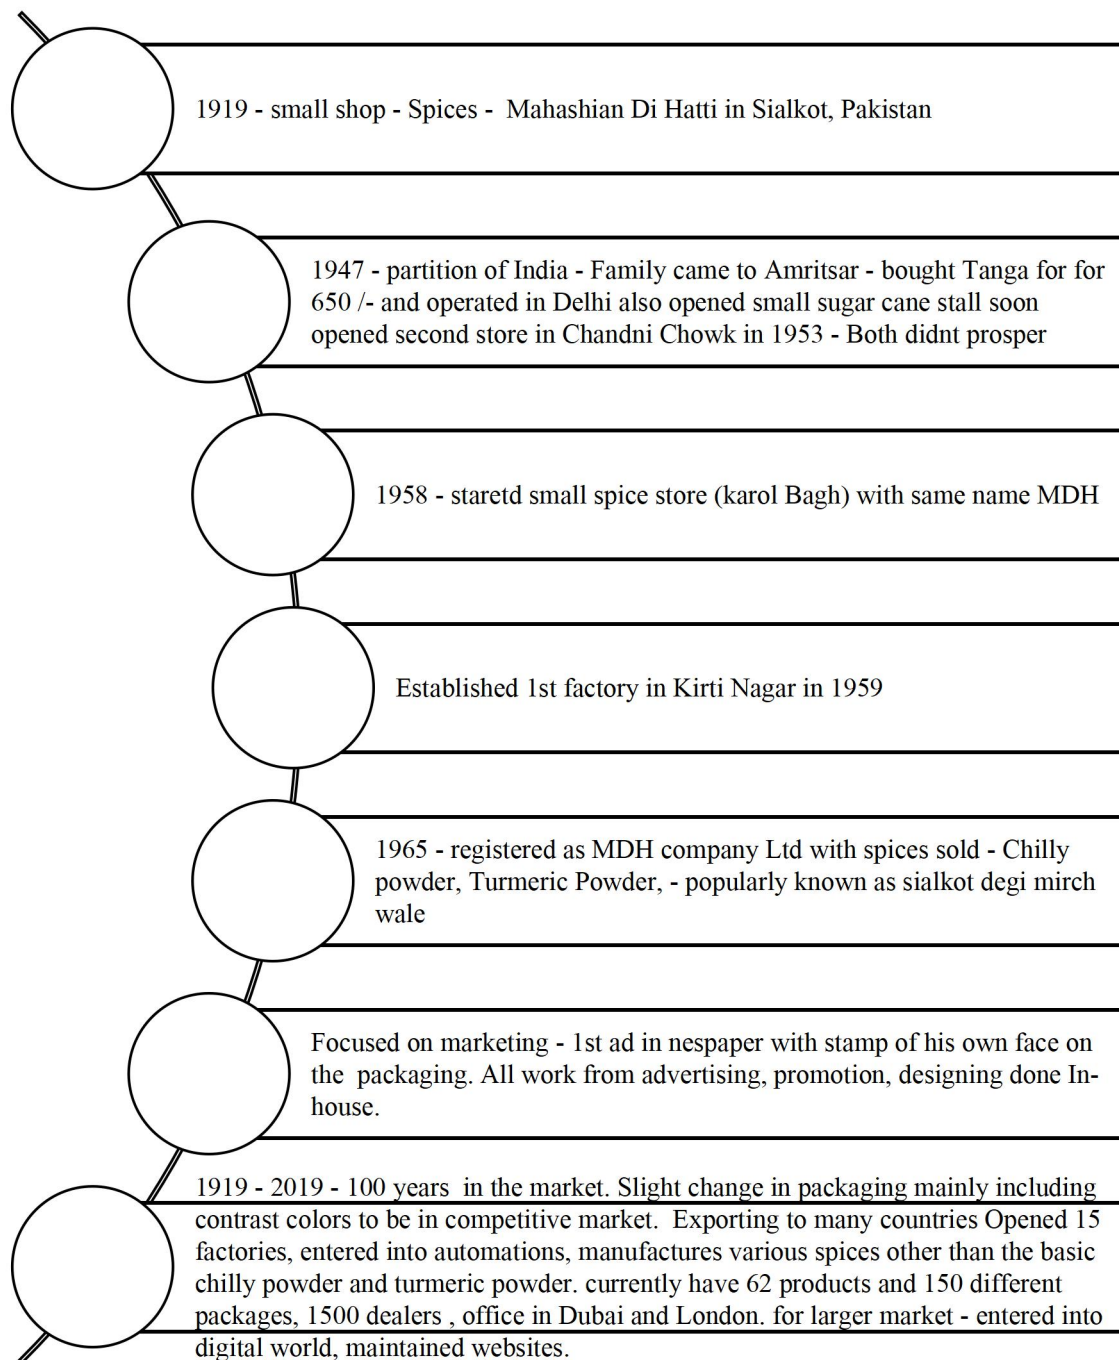 1919 - small shop - Spices -  Mahashian Di Hatti in Sialkot, Pakistan
1947 - partition of India - Family came to Amritsar - bought Tanga for for
650 /- and operated in Delhi also opened small sugar cane stall soon
opened second store in Chandni Chowk in 1953 - Both didnt prosper
1958 - staretd small spice store (karol Bagh) with same name MDH
Established 1st factory in Kirti Nagar in 1959
1965 - registered as MDH company Ltd with spices sold - Chilly
powder, Turmeric Powder, - popularly known as sialkot degi mirch
wale
Focused on marketing - 1st ad in nespaper with stamp of his own face on
the  packaging. All work from advertising, promotion, designing done In-
house.
1919 - 2019 - 100 years  in the market. Slight change in packaging mainly including
contrast colors to be in competitive market.  Exporting to many countries Opened 15
factories, entered into automations, manufactures various spices other than the basic
chilly powder and turmeric powder. currently have 62 products and 150 different
packages, 1500 dealers , office in Dubai and London. for larger market - entered into
digital world, maintained websites.